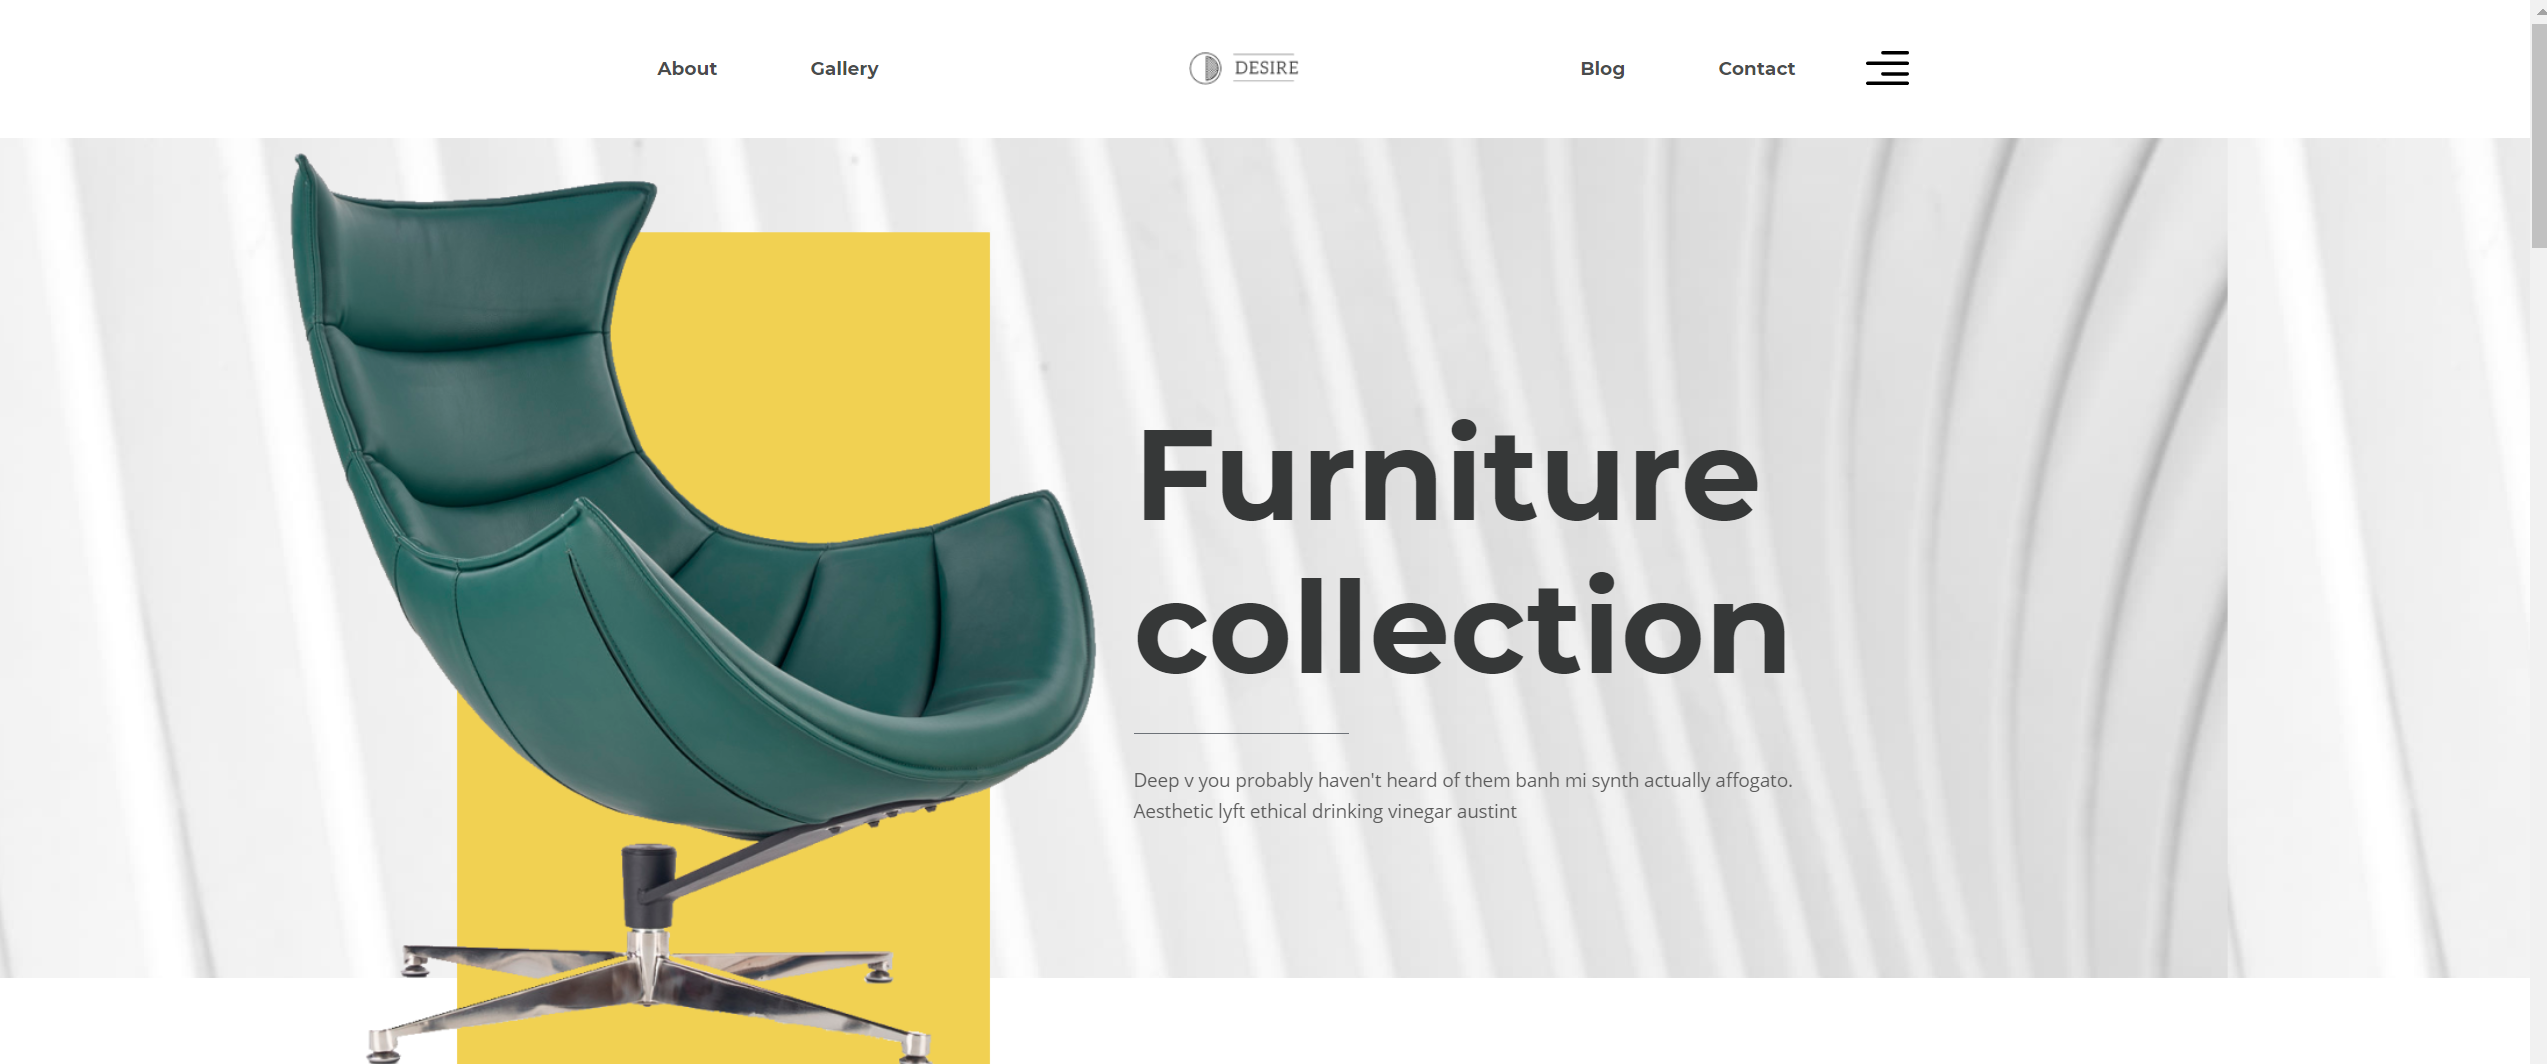 About
Gallery
DESIRE
Blog
Contact
Furniture
collection
Deep v you probably haven't heard of them banh mi synth actually affogato.
Aesthetic lyft ethical drinking vinegar austint